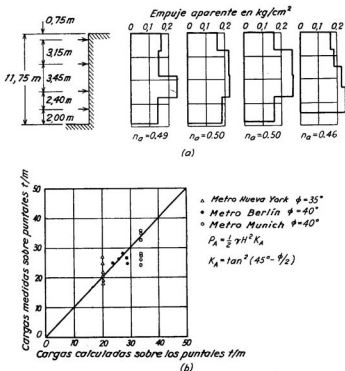 Empuje aparente en kg/cm²
0,75m
0 0,1 0,2 0 0,1 0,2 0 0,1 0,2 0 0,1 0,2
3,15m
11,75 m
3,45m
2,40 m
2,00 m
nₐ=0.49 nₐ=0.50 nₐ=0.50 nₐ=0.46
(a)
Cargas medidas sobre puntales t/m
50
40
30
20
10
0
0 10 20 30 40 50
Cargas calculadas sobre los puntales t/m
△ Metro Nueva York φ=35°
• Metro Berlín φ=40°
○ Metro Munich φ=40°
Pₐ=½γH²Kₐ
Kₐ=tan²(45°-φ/2)
(b)